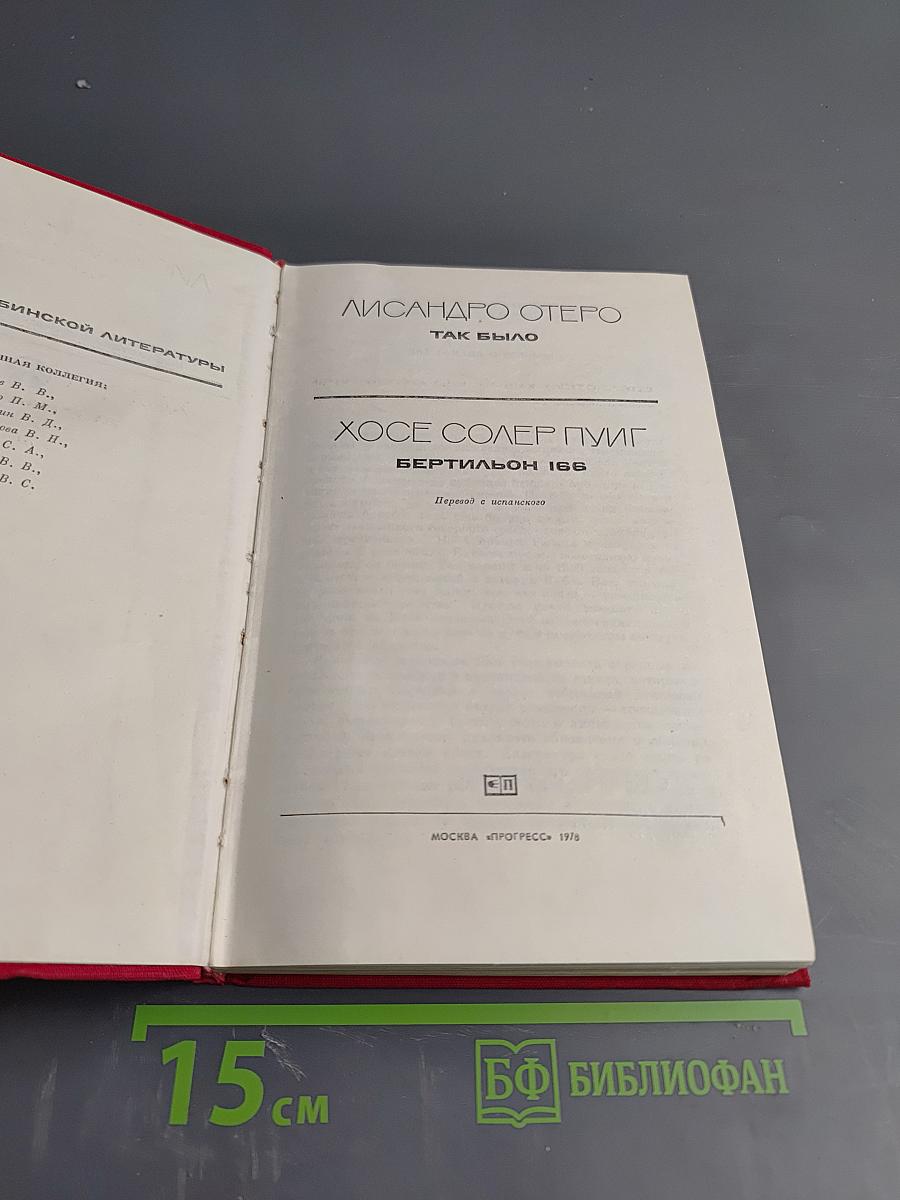 БИНСКОЙ ЛИТЕРАТУРЫ
коллегия:
В. В.,
П. М.,
В. Д.,
В. Н.,
С. А.,
В. В.,
В. С.
ЛИСАНДРО ОТЕРО
ТАК БЫЛО
ХОСЕ СОЛЕР ПУИГ
БЕРТИЛЬОН 166
Перевод с испанского
П
МОСКВА «ПРОГРЕСС» 1978
15 СМ
БФ БИБЛИОФАН